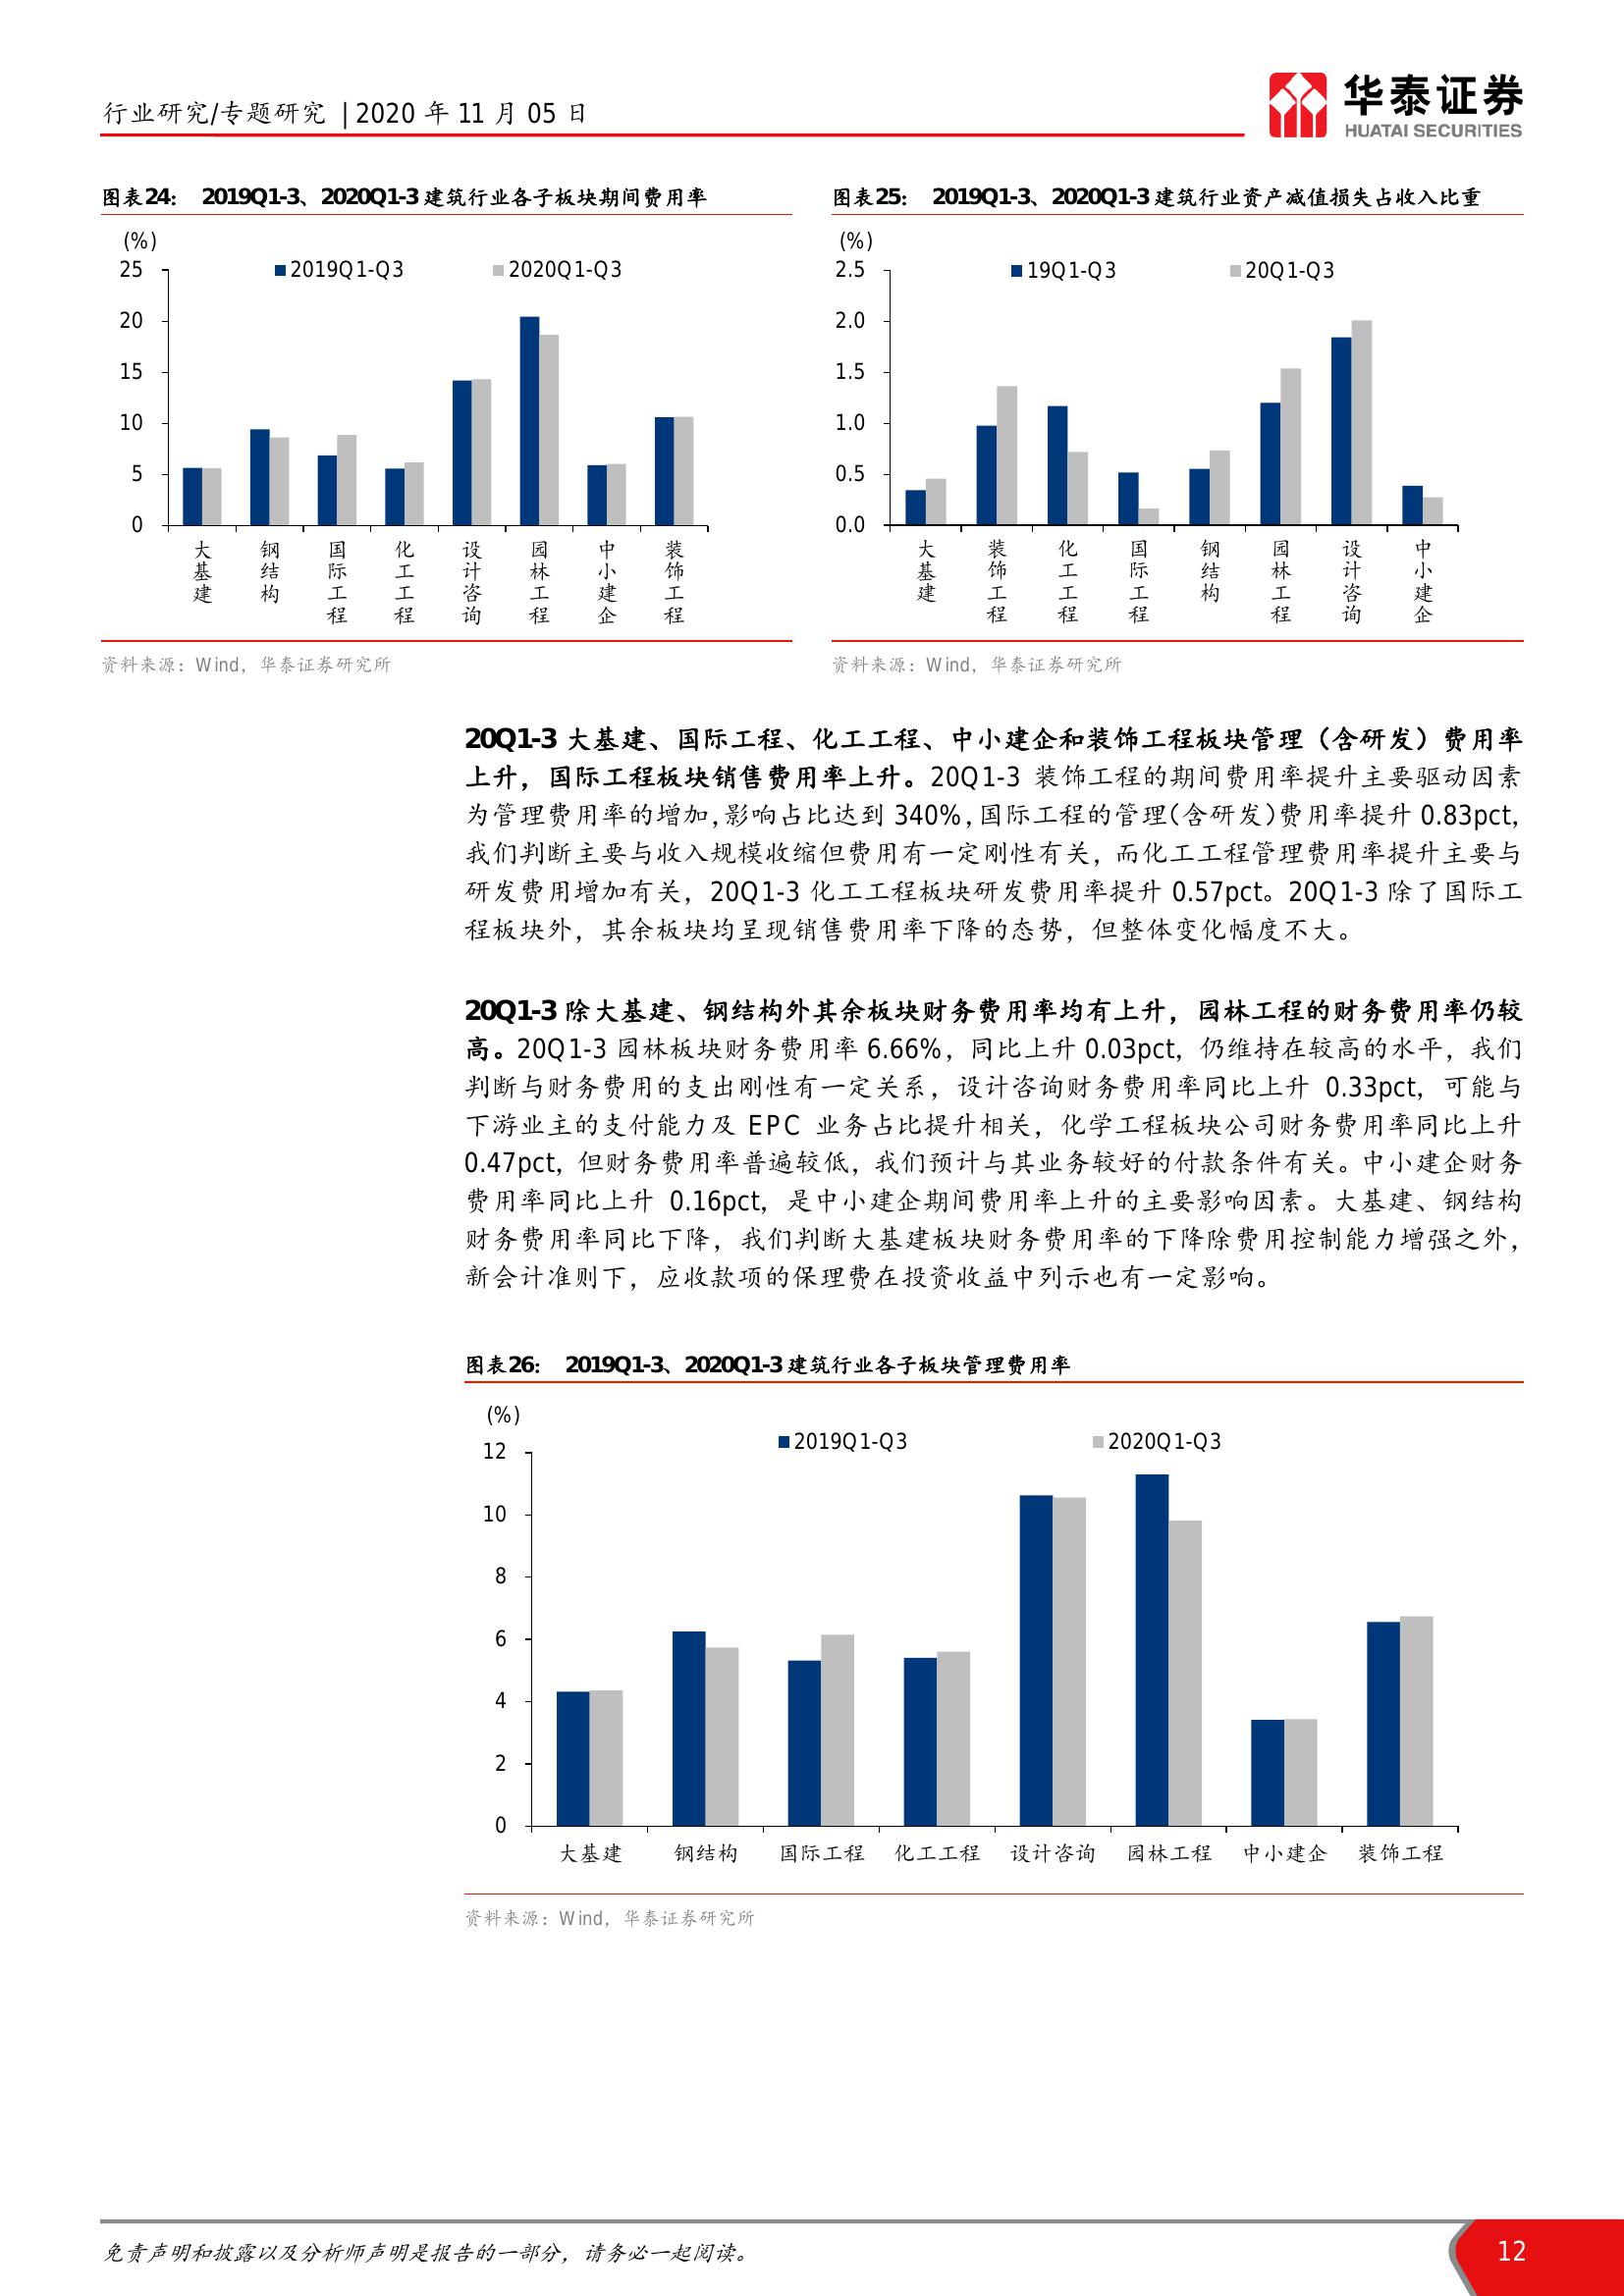 行业研究/专题研究 | 2020 年 11 月 05 日
华泰证券
HUATAI SECURITIES
图表24： 2019Q1-3、2020Q1-3 建筑行业各子板块期间费用率
(%)
2019Q1-Q3 2020Q1-Q3
25
20
15
10
5
0
大基建 钢结构 国际工程 化工工程 设计咨询 园林工程 中小建企 装饰工程
资料来源：Wind，华泰证券研究所
图表25： 2019Q1-3、2020Q1-3 建筑行业资产减值损失占收入比重
(%)
19Q1-Q3 20Q1-Q3
2.5
2.0
1.5
1.0
0.5
0.0
大基建 装饰工程 化工工程 国际工程 钢结构 园林工程 设计咨询 中小建企
资料来源：Wind，华泰证券研究所
20Q1-3 大基建、国际工程、化工工程、中小建企和装饰工程板块管理（含研发）费用率
上升，国际工程板块销售费用率上升。20Q1-3 装饰工程的期间费用率提升主要驱动因素
为管理费用率的增加，影响占比达到 340%，国际工程的管理（含研发）费用率提升 0.83pct，
我们判断主要与收入规模收缩但费用有一定刚性有关，而化工工程管理费用率提升主要与
研发费用增加有关，20Q1-3 化工工程板块研发费用率提升 0.57pct。20Q1-3 除了国际工
程板块外，其余板块均呈现销售费用率下降的态势，但整体变化幅度不大。
20Q1-3 除大基建、钢结构外其余板块财务费用率均有上升，园林工程的财务费用率仍较
高。20Q1-3 园林板块财务费用率 6.66%，同比上升 0.03pct，仍维持在较高的水平，我们
判断与财务费用的支出刚性有一定关系，设计咨询财务费用率同比上升 0.33pct，可能与
下游业主的支付能力及 EPC 业务占比提升相关，化学工程板块公司财务费用率同比上升
0.47pct，但财务费用率普遍较低，我们预计与其业务较好的付款条件有关。中小建企财务
费用率同比上升 0.16pct，是中小建企期间费用率上升的主要影响因素。大基建、钢结构
财务费用率同比下降，我们判断大基建板块财务费用率的下降除费用控制能力增强之外，
新会计准则下，应收款项的保理费在投资收益中列示也有一定影响。
图表26： 2019Q1-3、2020Q1-3 建筑行业各子板块管理费用率
(%)
2019Q1-Q3 2020Q1-Q3
12
10
8
6
4
2
0
大基建 钢结构 国际工程 化工工程 设计咨询 园林工程 中小建企 装饰工程
资料来源：Wind，华泰证券研究所
免责声明和披露以及分析师声明是报告的一部分，请务必一起阅读。
12